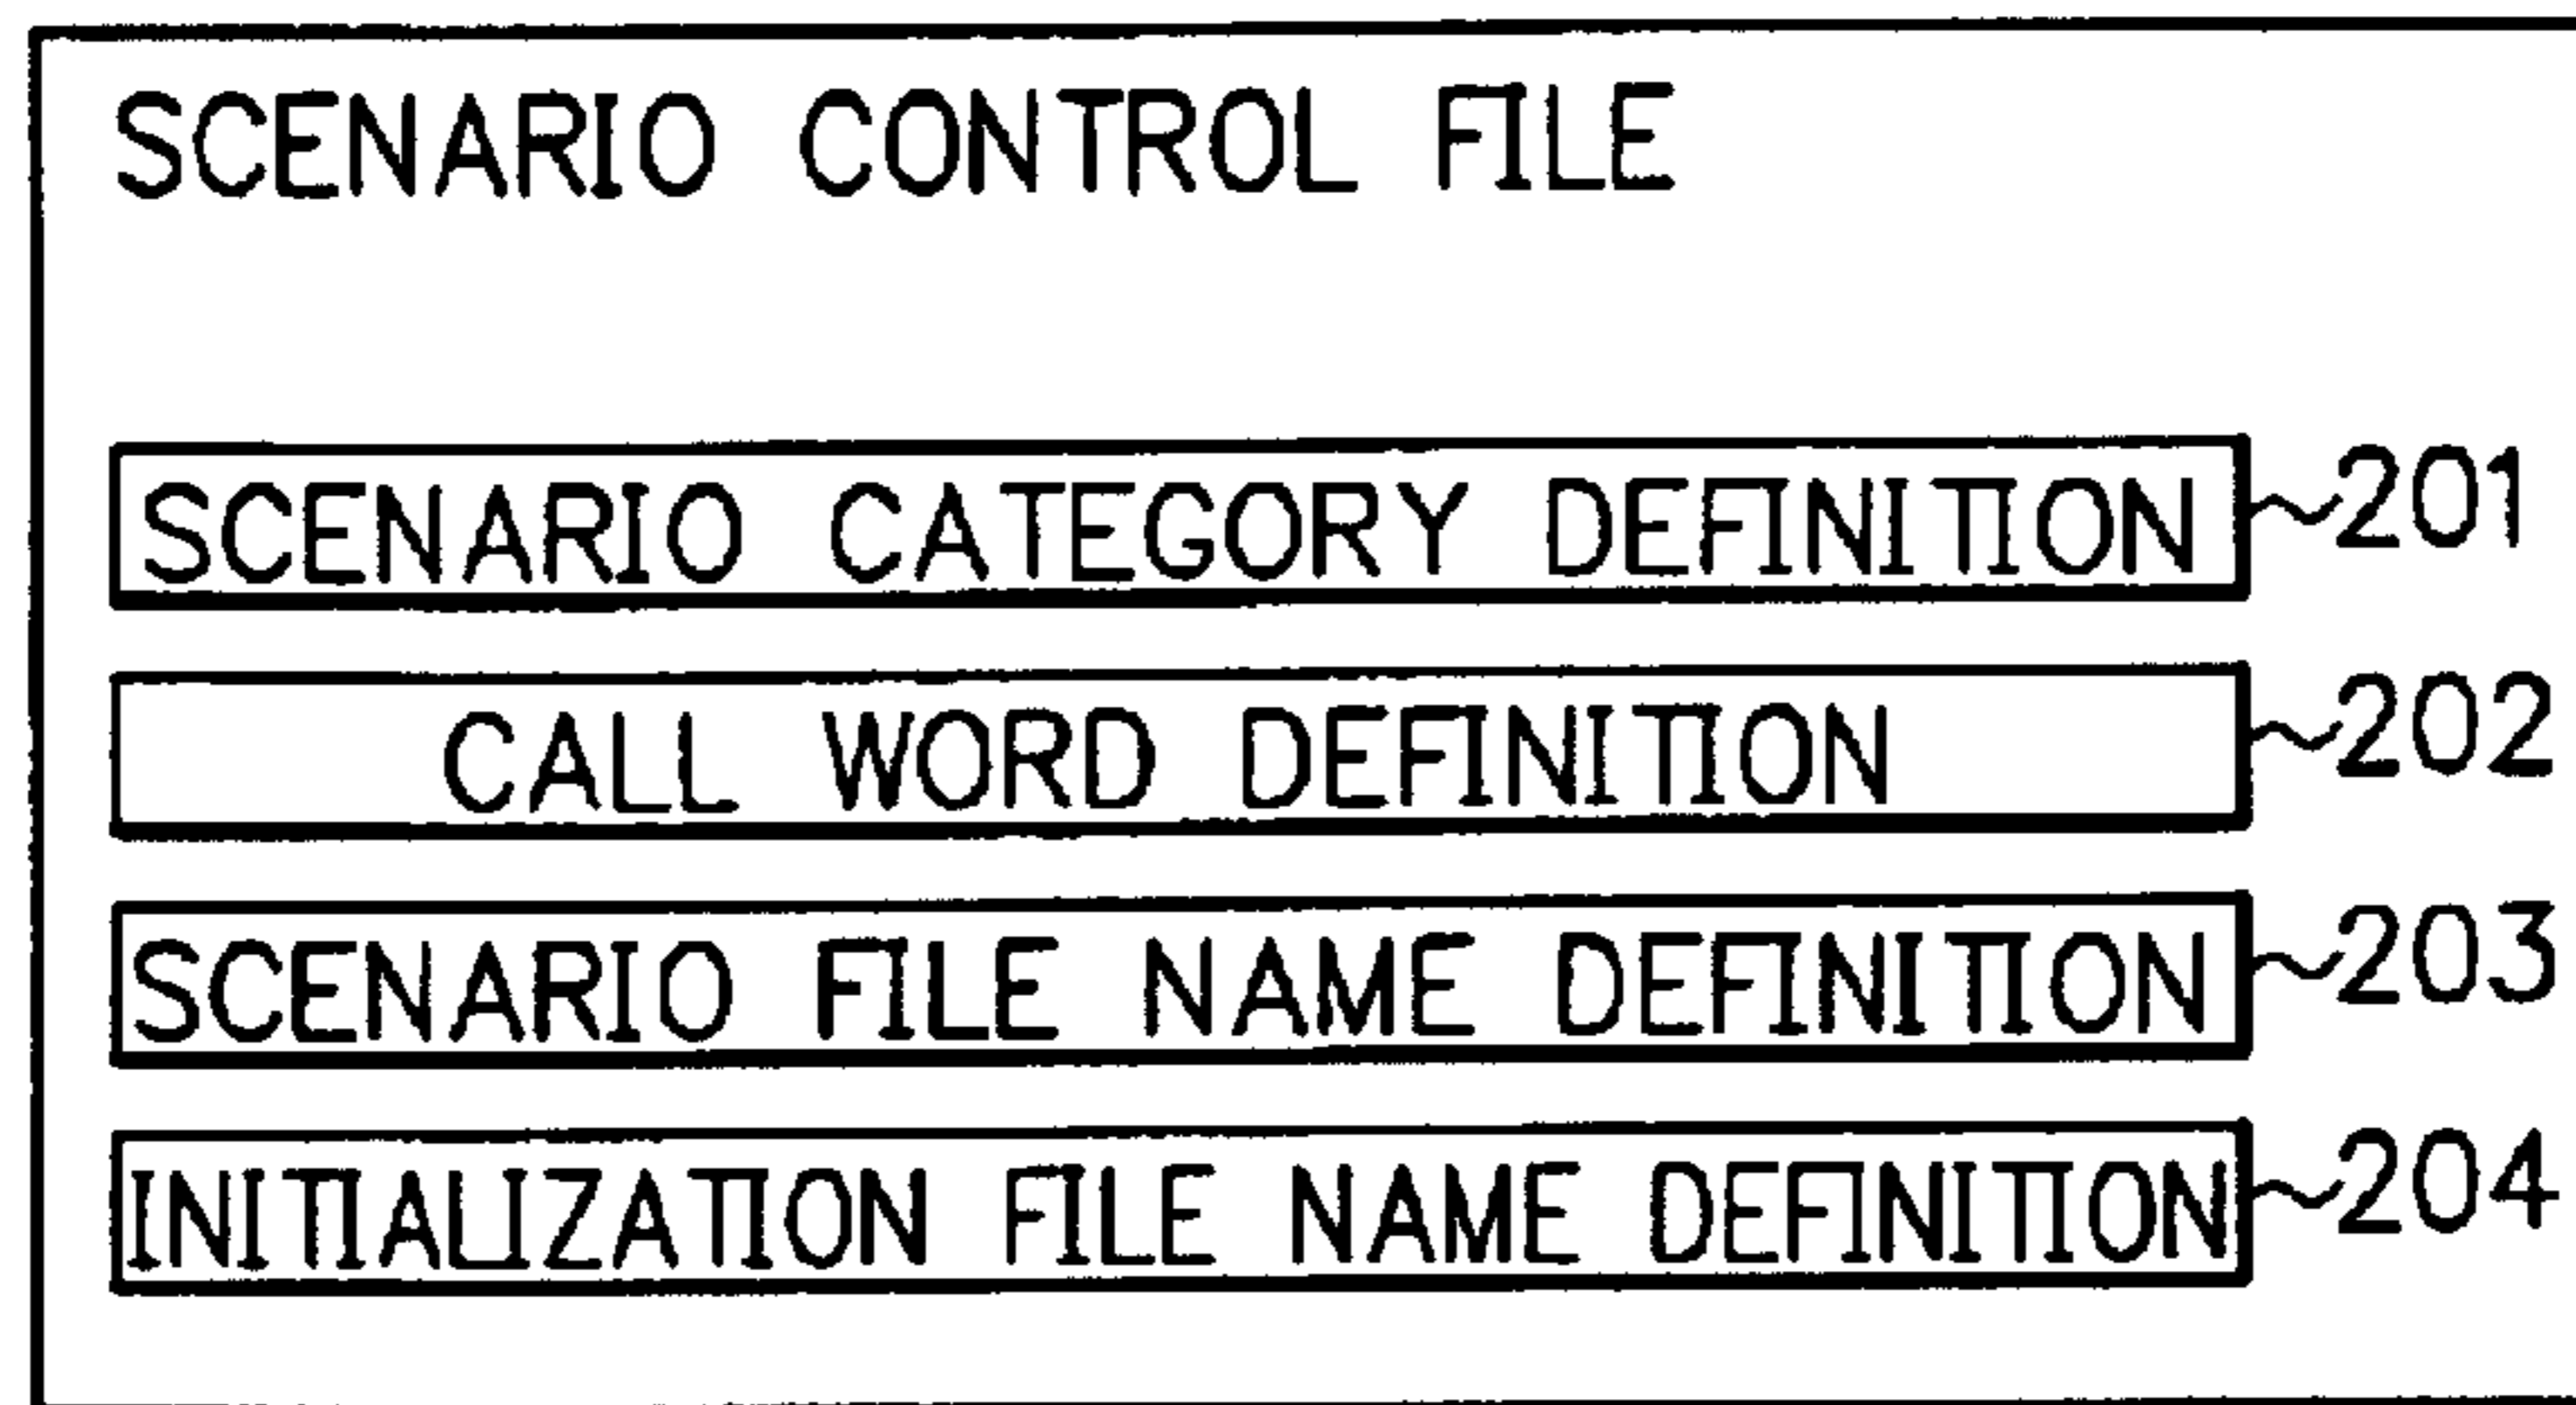 SCENARIO CONTROL FILE
SCENARIO CATEGORY DEFINITION 201
CALL WORD DEFINITION 202
SCENARIO FILE NAME DEFINITION 203
INITIALIZATION FILE NAME DEFINITION 204